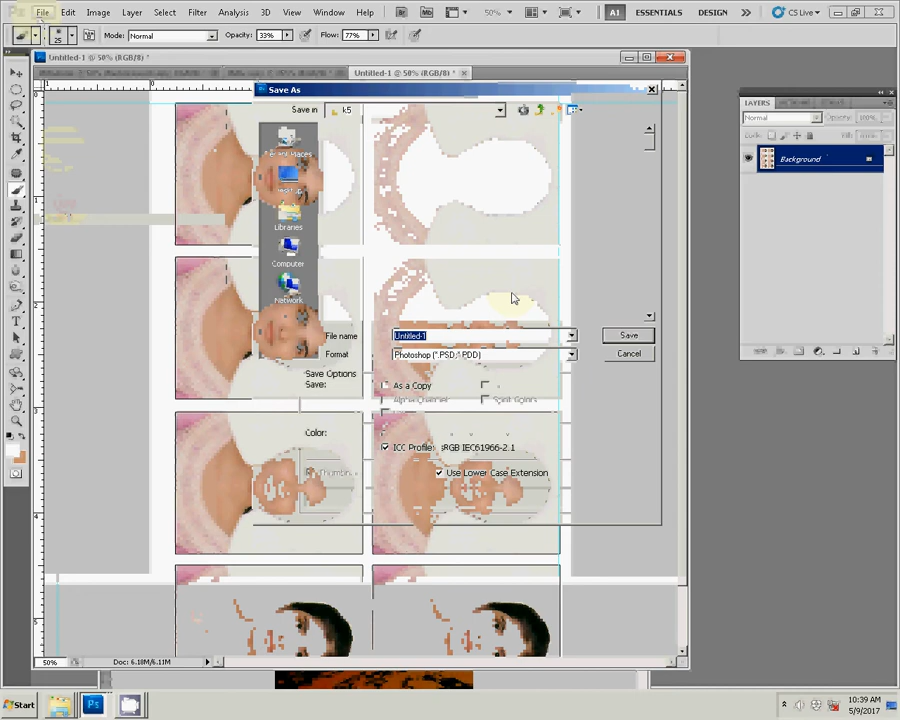 File Edit Image Layer Select Filter Analysis 3D View Window Help 50% ESSENTIALS DESIGN >> CS Live
25 Mode: Normal Opacity: 33% Flow: 77%
Untitled-1 @ 50% (RGB/8) *
Untitled-1 @ 50% (RGB/8) * ×
Save As
Save in: k5
Recent Places
Desktop
Libraries
Computer
Network
File name Untitled-1 Save
Format Photoshop (*.PSD;*.PDD) Cancel
Save Options
Save: As a Copy
Alpha Channels Spot Colors
Color:
ICC Profile: sRGB IEC61966-2.1
Thumbnail Use Lower Case Extension
LAYERS
Normal Opacity: 100%
Lock: Fill:
Background
50% Doc: 6.18M/6.11M
Start
10:39 AM
5/9/2017